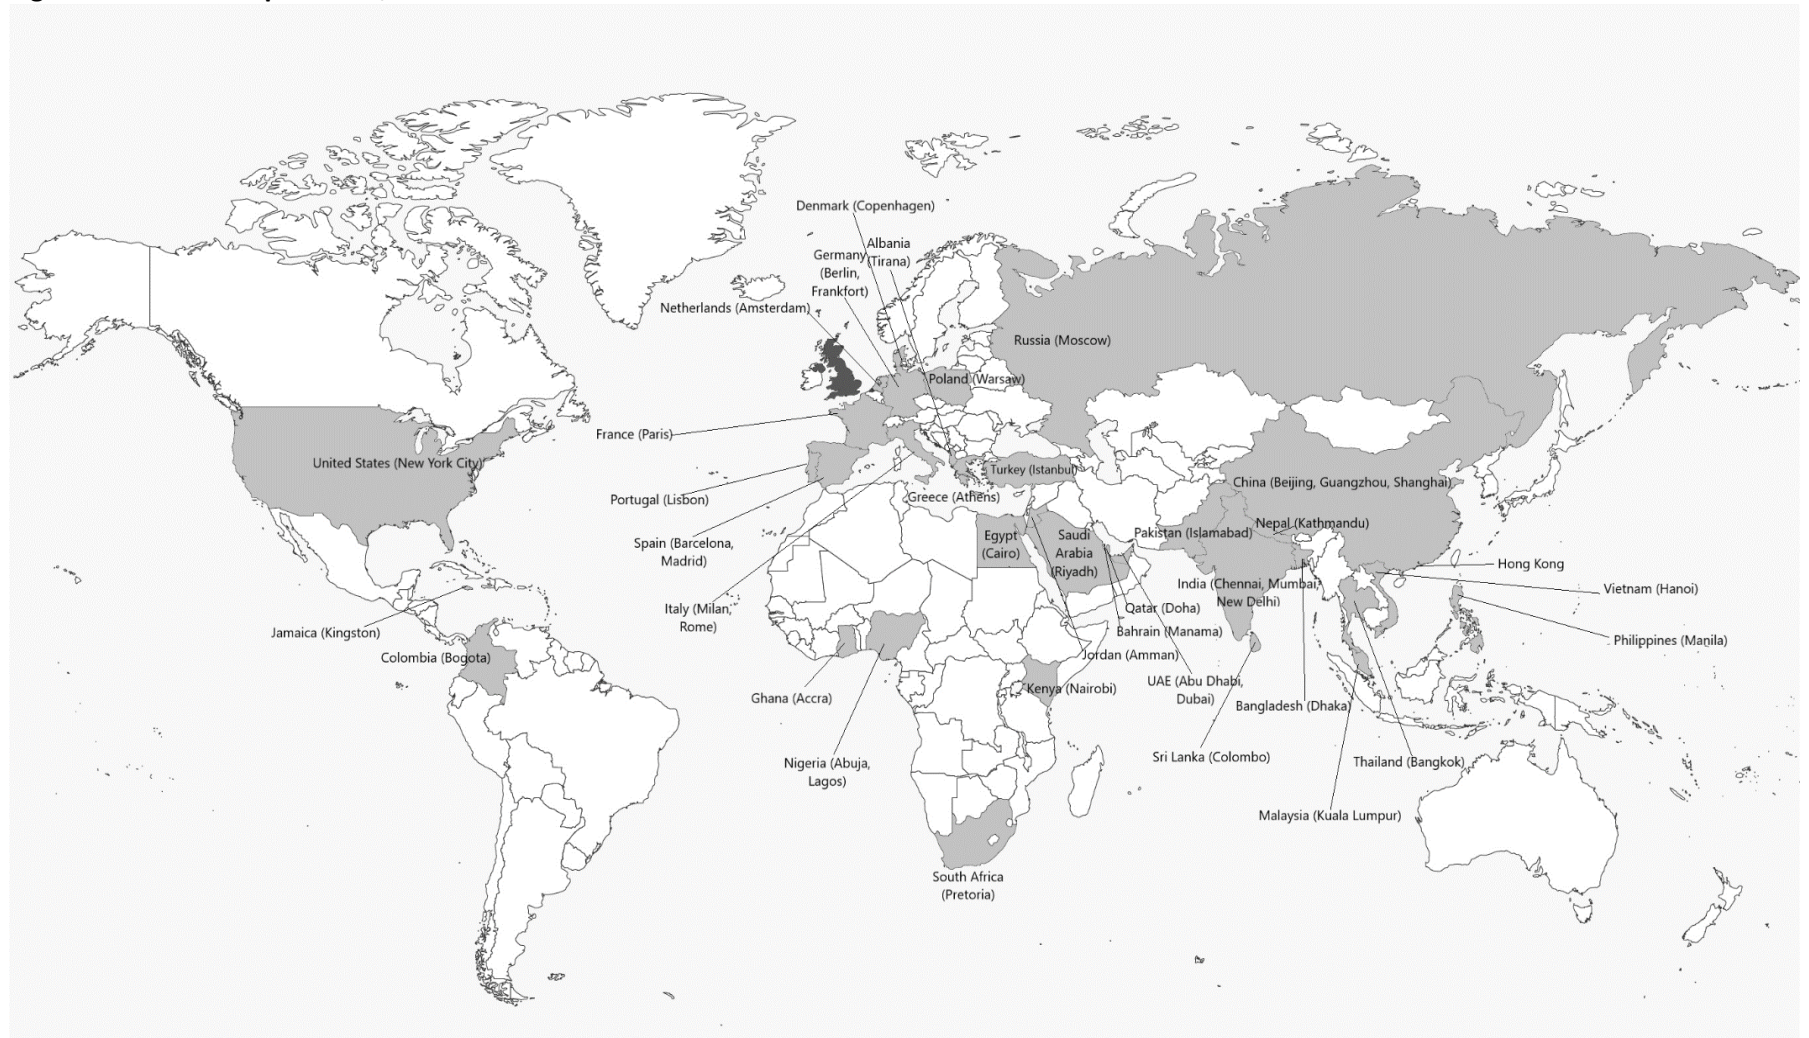 Denmark (Copenhagen)
Albania
(Tirana)
Germany
(Berlin,
Frankfort)
Netherlands (Amsterdam)
Russia (Moscow)
Poland (Warsaw)
France (Paris)
United States (New York City)
Turkey (Istanbul)
China (Beijing, Guangzhou, Shanghai)
Portugal (Lisbon)
Greece (Athens)
Nepal (Kathmandu)
Pakistan (Islamabad)
Egypt
(Cairo)
Saudi
Arabia
(Riyadh)
Spain (Barcelona,
Madrid)
Hong Kong
India (Chennai, Mumbai,
New Delhi)
Vietnam (Hanoi)
Italy (Milan,
Rome)
Qatar (Doha)
Jamaica (Kingston)
Bahrain (Manama)
Philippines (Manila)
Colombia (Bogota)
Jordan (Amman)
Kenya (Nairobi)
UAE (Abu Dhabi,
Dubai)
Ghana (Accra)
Bangladesh (Dhaka)
Sri Lanka (Colombo)
Nigeria (Abuja,
Lagos)
Thailand (Bangkok)
Malaysia (Kuala Lumpur)
South Africa
(Pretoria)